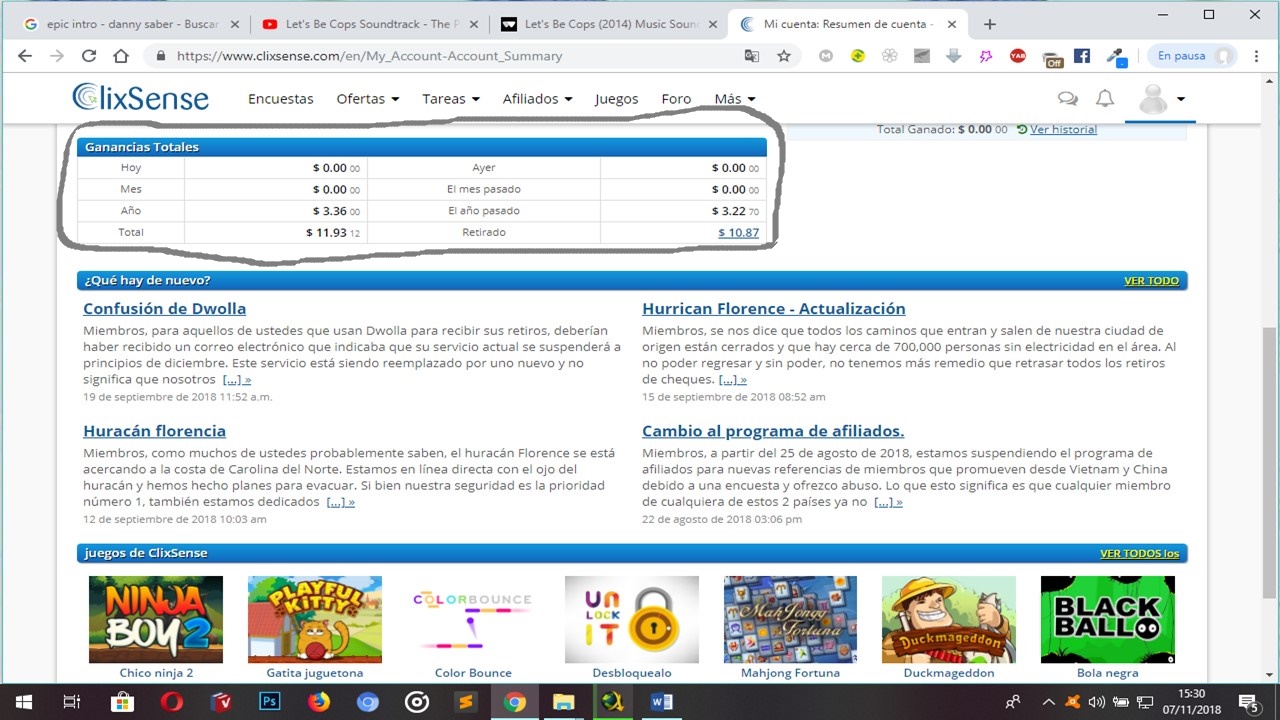 epic intro - danny saber - Buscar
Let's Be Cops Soundtrack - The P
Let's Be Cops (2014) Music Soun
Mi cuenta: Resumen de cuenta -
https://www.clixsense.com/en/My_Account-Account_Summary
Off
YAB
En pausa
ClixSense
Encuestas
Ofertas
Tareas
Afiliados
Juegos
Foro
Más
Total Ganado: $ 0.00 00 Ver historial
Ganancias Totales
Hoy $ 0.00 00 Ayer $ 0.00 00
Mes $ 0.00 00 El mes pasado $ 0.00 00
Año $ 3.36 00 El año pasado $ 3.22 70
Total $ 11.93 12 Retirado $ 10.87
¿Qué hay de nuevo? VER TODO
Confusión de Dwolla
Miembros, para aquellos de ustedes que usan Dwolla para recibir sus retiros, deberían
haber recibido un correo electrónico que indicaba que su servicio actual se suspenderá a
principios de diciembre. Este servicio está siendo reemplazado por uno nuevo y no
significa que nosotros [...] »
19 de septiembre de 2018 11:52 a.m.
Hurrican Florence - Actualización
Miembros, se nos dice que todos los caminos que entran y salen de nuestra ciudad de
origen están cerrados y que hay cerca de 700,000 personas sin electricidad en el área. Al
no poder regresar y sin poder, no tenemos más remedio que retrasar todos los retiros
de cheques. [...] »
15 de septiembre de 2018 08:52 am
Huracán florencia
Miembros, como muchos de ustedes probablemente saben, el huracán Florence se está
acercando a la costa de Carolina del Norte. Estamos en línea directa con el ojo del
huracán y hemos hecho planes para evacuar. Si bien nuestra seguridad es la prioridad
número 1, también estamos dedicados [...] »
12 de septiembre de 2018 10:03 am
Cambio al programa de afiliados.
Miembros, a partir del 25 de agosto de 2018, estamos suspendiendo el programa de
afiliados para nuevas referencias de miembros que promueven desde Vietnam y China
debido a una encuesta y ofrezco abuso. Lo que esto significa es que cualquier miembro
de cualquiera de estos 2 países ya no [...] »
22 de agosto de 2018 03:06 pm
juegos de ClixSense VER TODOS los
NINJA
BOY 2
PLAYFUL
KITTY
COLORBOUNCE
UN
LOCK
IT
MahJongg
Fortuna
Duckmageddon
BLACK
BALL
Chico ninja 2
Gatita juguetona
Color Bounce
Desbloquealo
Mahjong Fortuna
Duckmageddon
Bola negra
15:30
07/11/2018
5